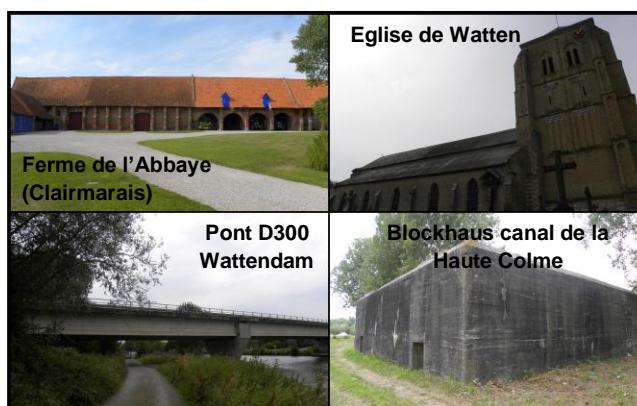 Eglise de Watten
Ferme de l'Abbaye
(Clairmarais)
Pont D300
Wattendam
Blockhaus canal de la
Haute Colme